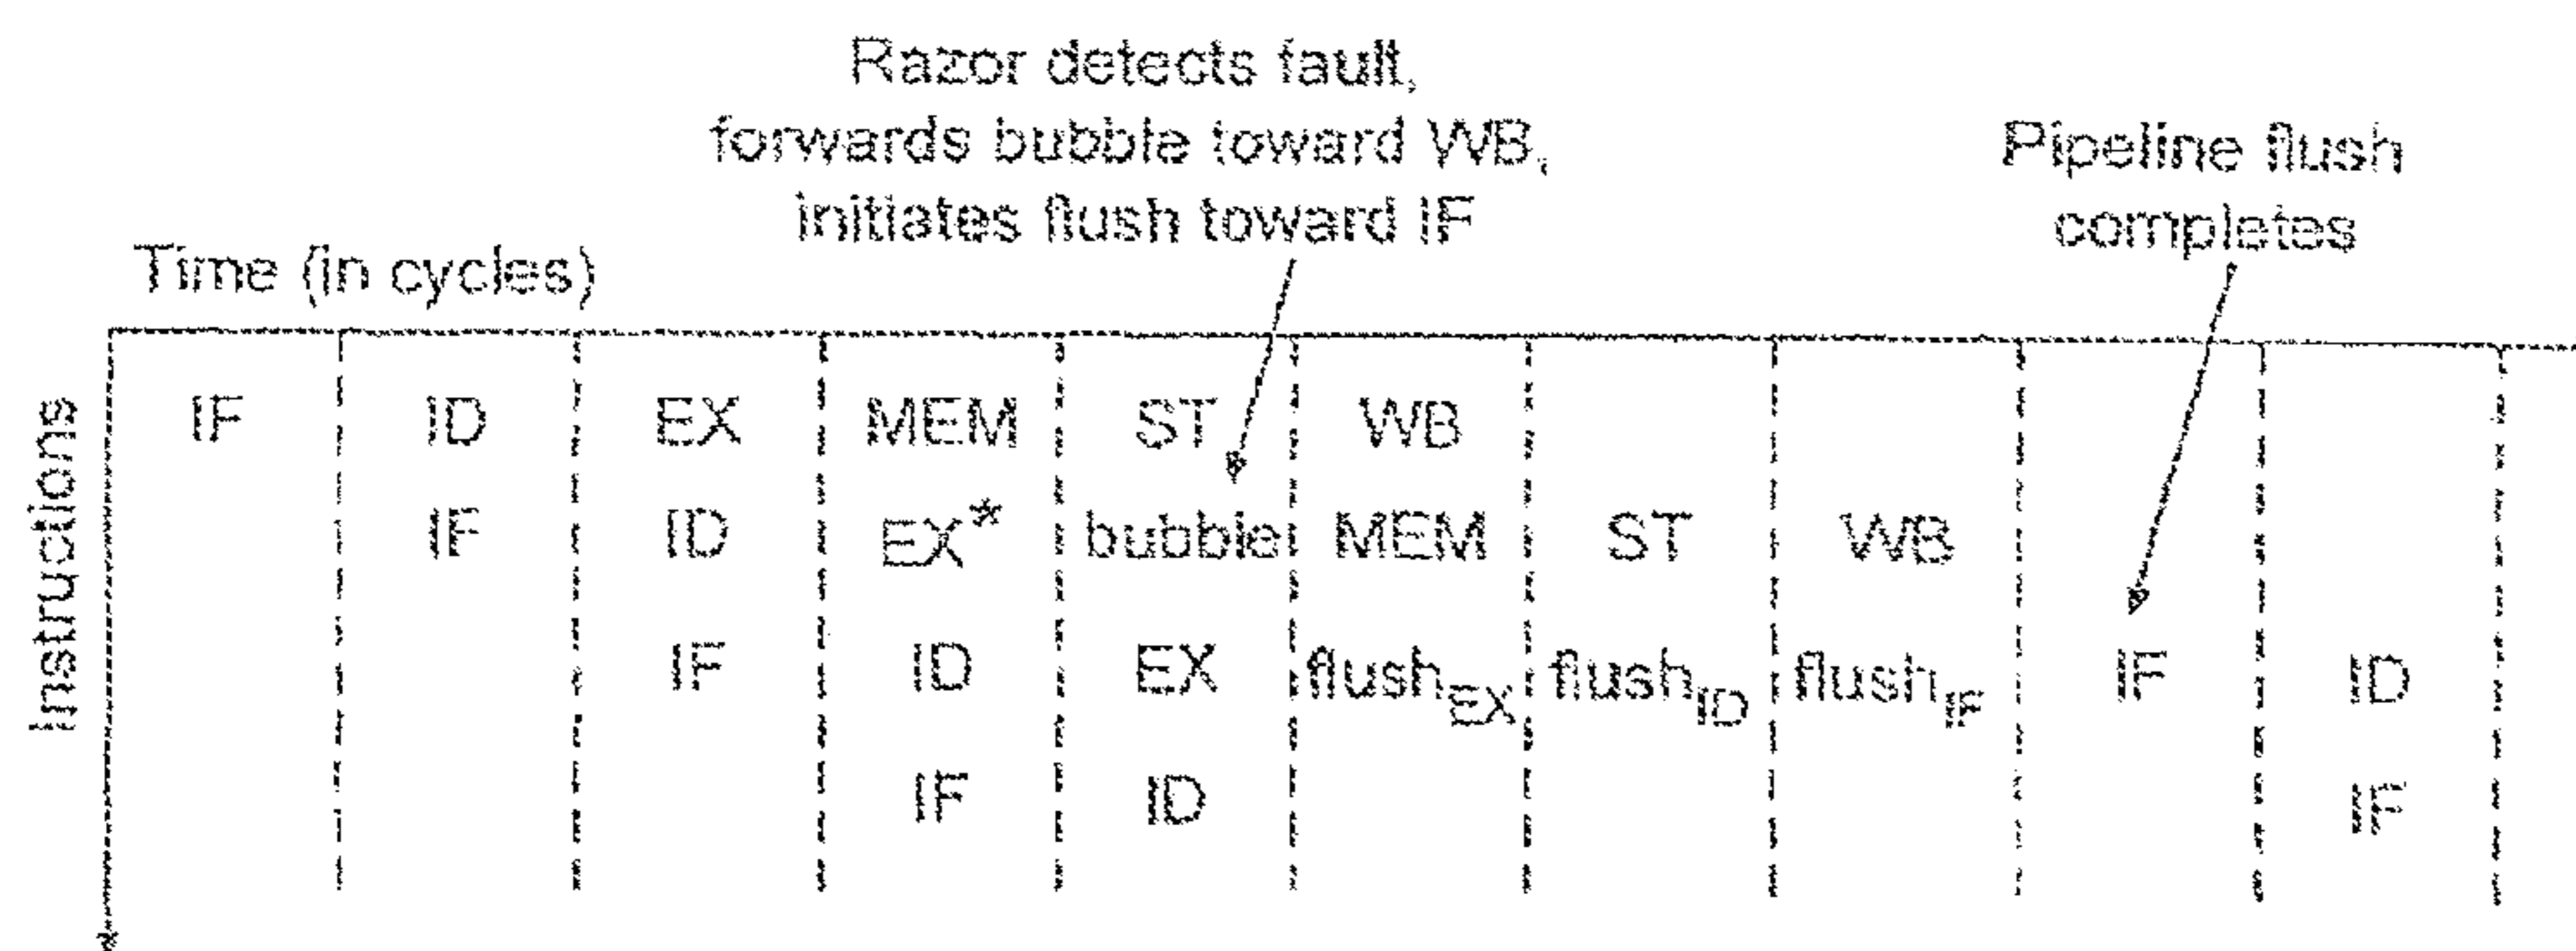 Razor detects fault,
forwards bubble toward WB,
initiates flush toward IF
Pipeline flush
completes
Time (in cycles)
Instructions
IF ID EX MEM ST WB
IF ID EX* bubble MEM ST WB
IF ID EX flushEX flushID flushIF IF ID
IF ID IF